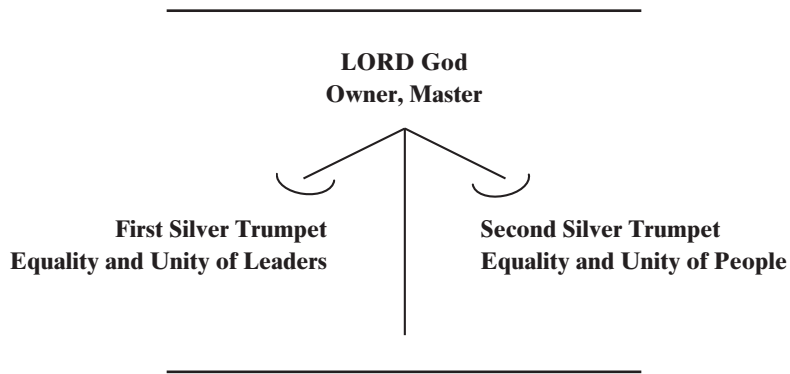 LORD God
Owner, Master
First Silver Trumpet
Equality and Unity of Leaders
Second Silver Trumpet
Equality and Unity of People